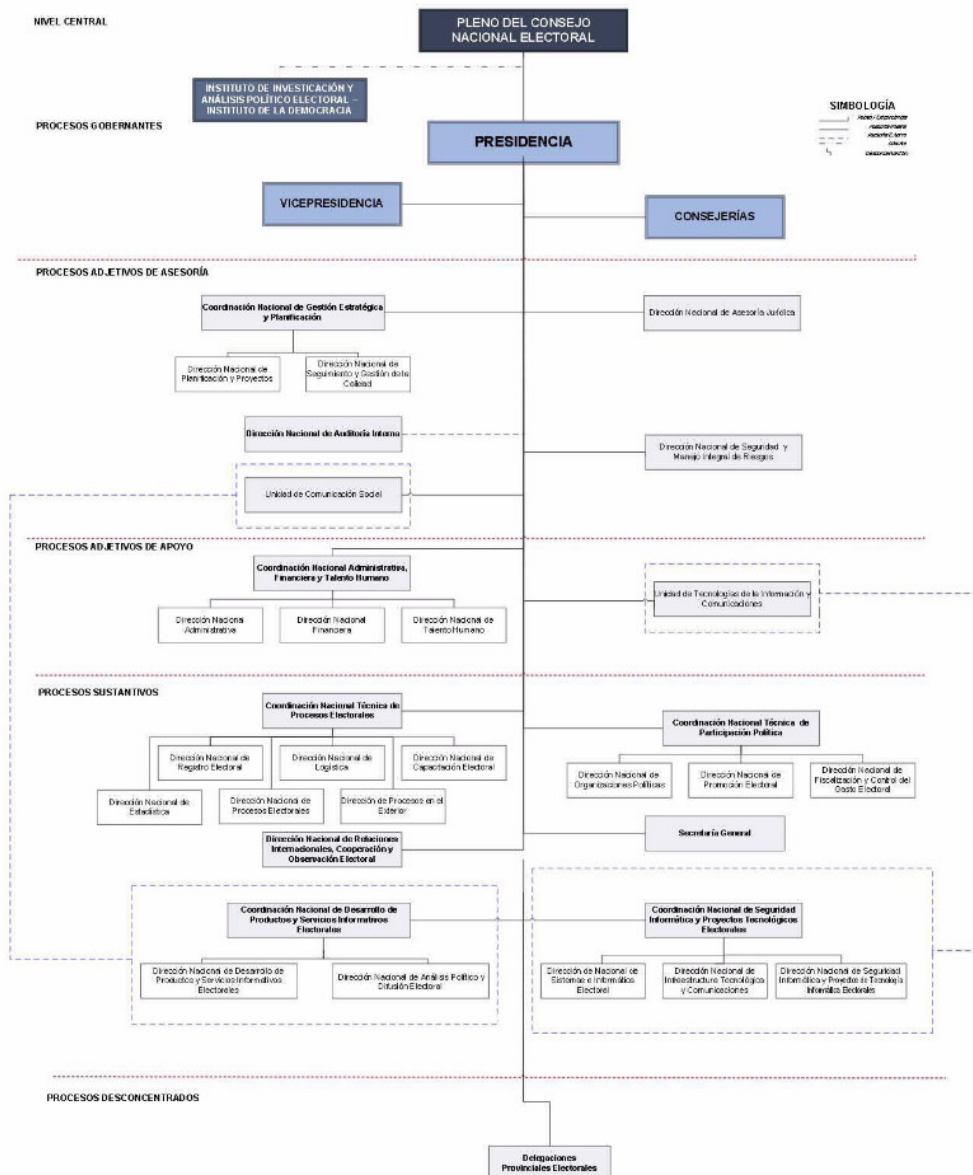 NIVEL CENTRAL
PLENO DEL CONSEJO
NACIONAL ELECTORAL
INSTITUTO DE INVESTICACIÓN Y
ANÁLISIS POLÍTICO ELECTORAL –
INSTITUTO DE LA DEMOCRACIA
SIMBOLOGÍA
PROCESOS GOBERNANTES
PRESIDENCIA
VICEPRESIDENCIA
CONSEJERÍAS
PROCESOS ADJETIVOS DE ASESORÍA
Coordinación Nacional de Gestión Estratégica
y Planificación
Dirección Nacional de Asesoría Jurídica
Dirección Nacional de
Planificación y Proyectos
Dirección Nacional de
Seguimiento y Gestión de la
Calidad
Dirección Nacional de Auditoría Interna
Dirección Nacional de Seguridad y
Manejo Integral de Riesgos
Unidad de Comunicación Social
PROCESOS ADJETIVOS DE APOYO
Coordinación Nacional Administrativa,
Financiera y Talento Humano
Unidad de Tecnologías de la Información y
Comunicaciones
Dirección Nacional
Administrativa
Dirección Nacional
Financiera
Dirección Nacional de
Talento Humano
PROCESOS SUSTANTIVOS
Coordinación Nacional Técnica de
Procesos Electorales
Coordinación Nacional Técnica de
Participación Política
Dirección Nacional de
Registro Electoral
Dirección Nacional de
Logística
Dirección Nacional de
Capacitación Electoral
Dirección Nacional de
Organizaciones Políticas
Dirección Nacional de
Promoción Electoral
Dirección Nacional de
Fiscalización y Control del
Gasto Electoral
Dirección Nacional de
Estadística
Dirección Nacional de
Procesos Electorales
Dirección de Procesos en el
Exterior
Dirección Nacional de Relaciones
Internacionales, Cooperación y
Observación Electoral
Secretaría General
Coordinación Nacional de Desarrollo de
Productos y Servicios Informativos
Electorales
Coordinación Nacional de Seguridad
Informática y Proyectos Tecnológicos
Electorales
Dirección Nacional de Desarrollo de
Productos y Servicios Informativos
Electorales
Dirección Nacional de Análisis Político y
Difusión Electoral
Dirección de Nacional de
Sistemas e Informática
Electoral
Dirección Nacional de
Infraestructura Tecnológica
y Comunicaciones
Dirección Nacional de Seguridad
Informática y Proyectos de Tecnología
Informática Electorales
PROCESOS DESCONCENTRADOS
Delegaciones
Provinciales Electorales